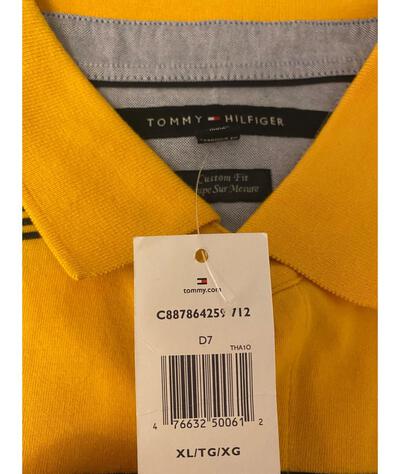 TOMMY HILFIGER
Custom Fit
Coupe Sur Mesure
tommy.com
C887864259 712
D7
THA1O
4 76632 50061 2
XL/TG/XG